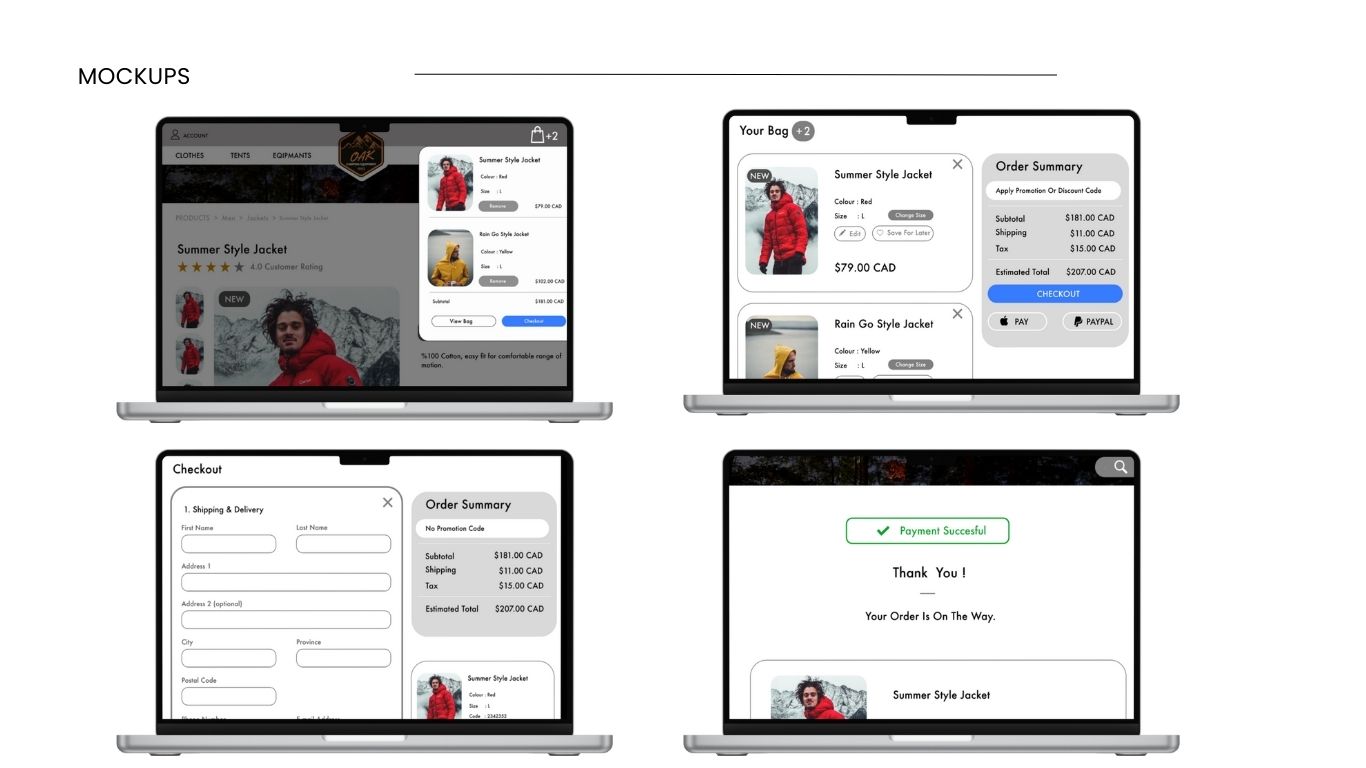 MOCKUPS
ACCOUNT
+2
CLOTHES TENTS EQIPMANTS
OAK
PRODUCTS > Men > Jackets > Summer Style Jacket
Summer Style Jacket
4.0 Customer Rating
NEW
%100 Cotton, easy fit for comfortable range of
motion.
Summer Style Jacket
Colour : Red
Size : L
Remove $79.00 CAD
Rain Go Style Jacket
Colour : Yellow
Size : L
Remove $102.00 CAD
Subtotal $181.00 CAD
View Bag Checkout
Your Bag +2
NEW
Summer Style Jacket
Colour : Red
Size : L Change Size
Edit Save For Later
$79.00 CAD
NEW
Rain Go Style Jacket
Colour : Yellow
Size : L Change Size
Order Summary
Apply Promotion Or Discount Code
Subtotal $181.00 CAD
Shipping $11.00 CAD
Tax $15.00 CAD
Estimated Total $207.00 CAD
CHECKOUT
PAY PAYPAL
Checkout
1. Shipping & Delivery
First Name Last Name
Address 1
Address 2 (optional)
City Province
Postal Code
Phone Number E-mail Address
Order Summary
No Promotion Code
Subtotal $181.00 CAD
Shipping $11.00 CAD
Tax $15.00 CAD
Estimated Total $207.00 CAD
Summer Style Jacket
Colour : Red
Size : L
Code : 2342353
Payment Succesful
Thank You !
Your Order Is On The Way.
Summer Style Jacket